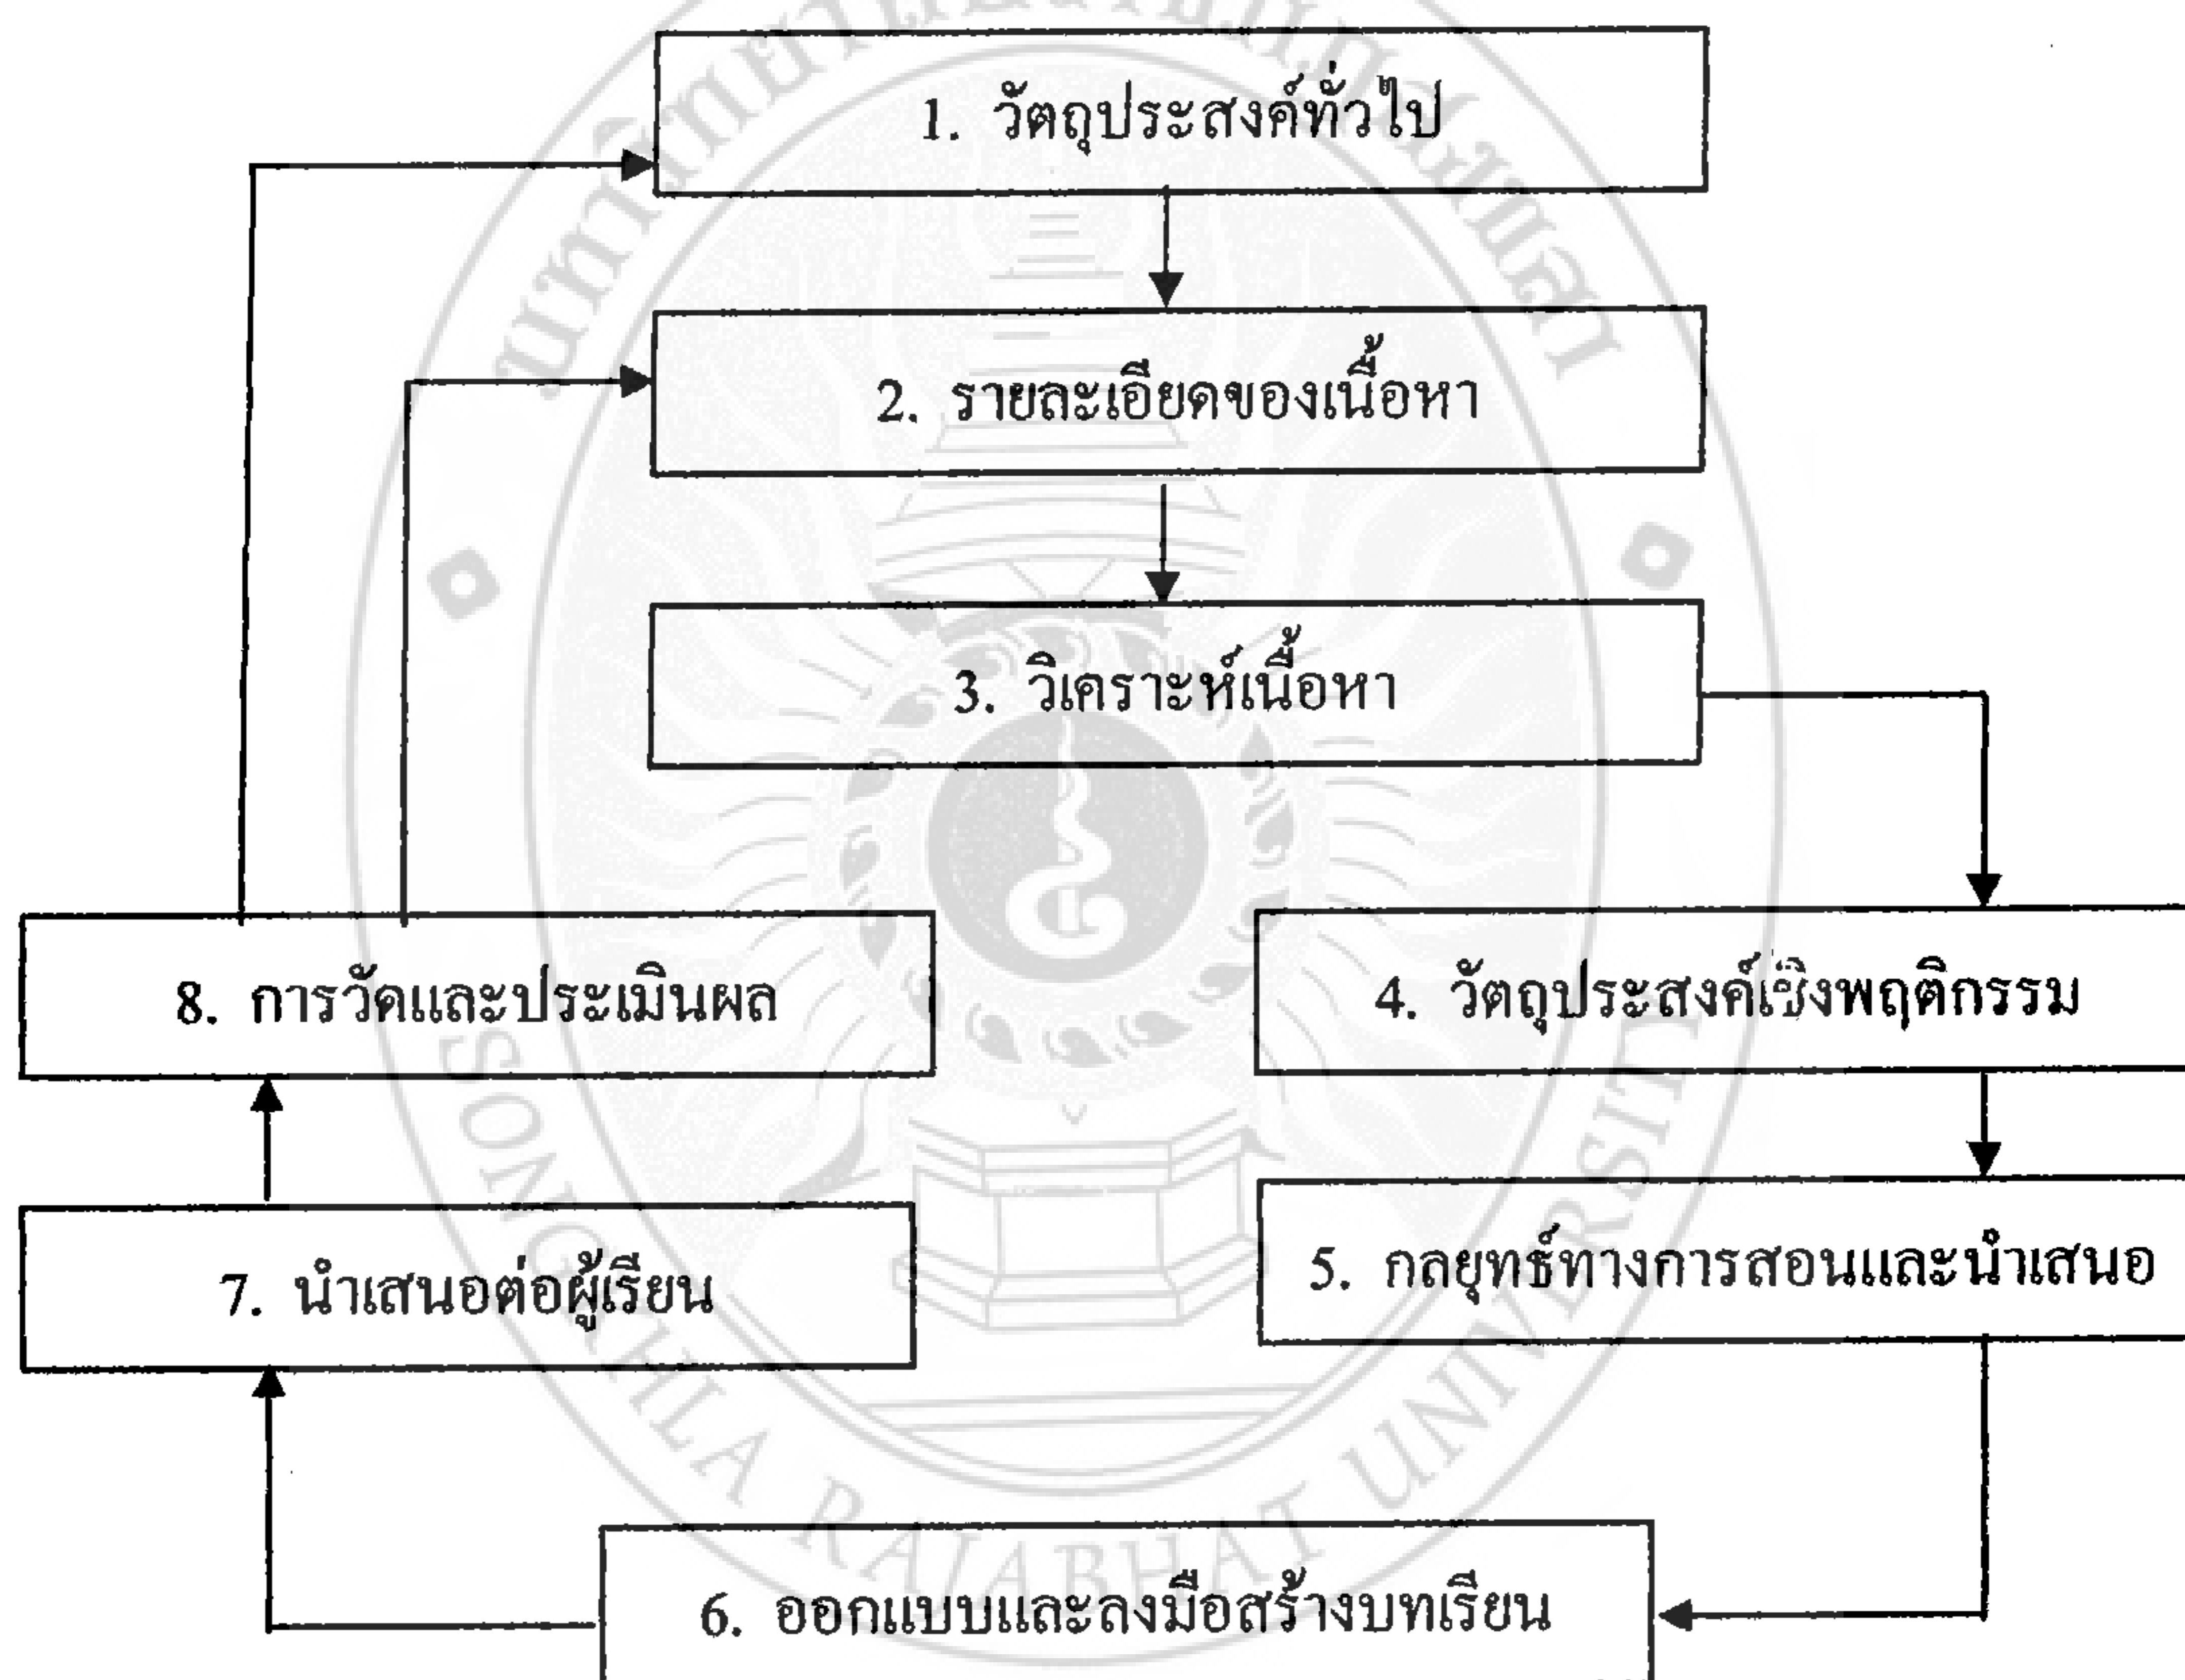 1. วัตถุประสงค์ทั่วไป
2. รายละเอียดของเนื้อหา
3. วิเคราะห์เนื้อหา
8. การวัดและประเมินผล
4. วัตถุประสงค์เชิงพฤติกรรม
7. นำเสนอต่อผู้เรียน
5. กลยุทธ์ทางการสอนและนำเสนอ
6. ออกแบบและลงมือสร้างบทเรียน
SONGKHLA RAJABHAT UNIVERSITY